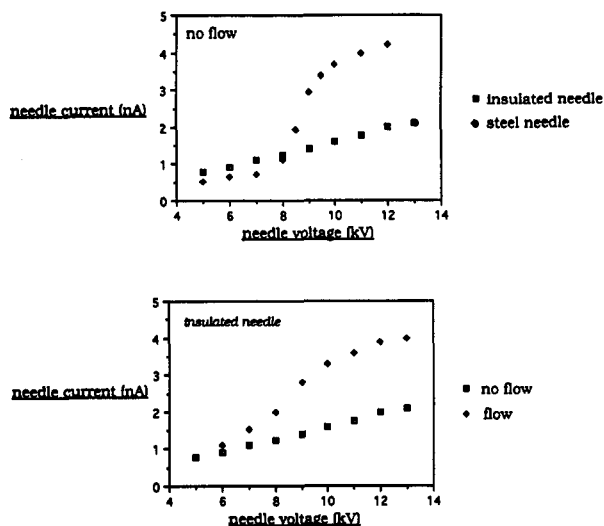 no flow
5
4
3
2
1
0
needle current (nA)
insulated needle
steel needle
4 6 8 10 12 14
needle voltage (kV)
insulated needle
5
4
3
2
1
0
needle current (nA)
no flow
flow
4 6 8 10 12 14
needle voltage (kV)